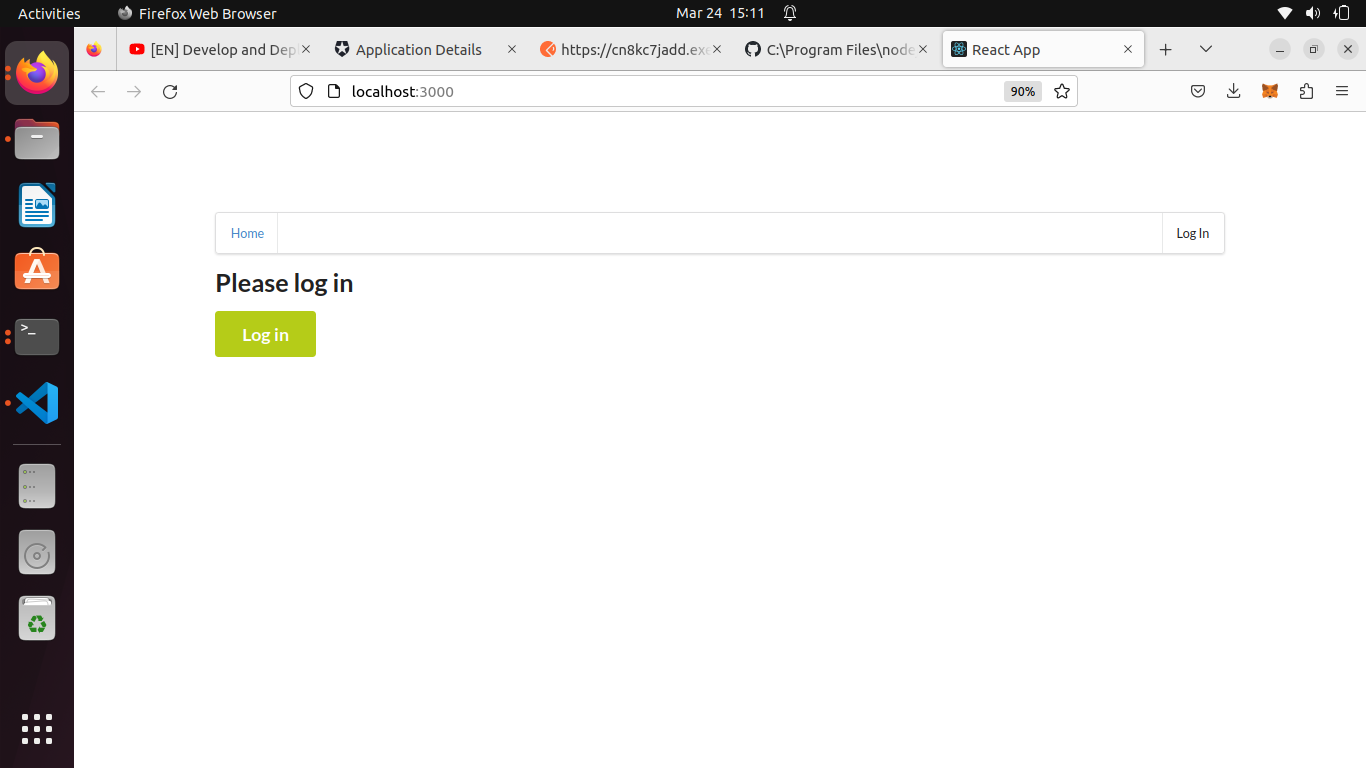 Activities Firefox Web Browser Mar 24 15:11
[EN] Develop and Dep Application Details https://cn8kc7jadd.exe C:\Program Files\node React App
localhost:3000 90%
Home Log In
Please log in
Log in